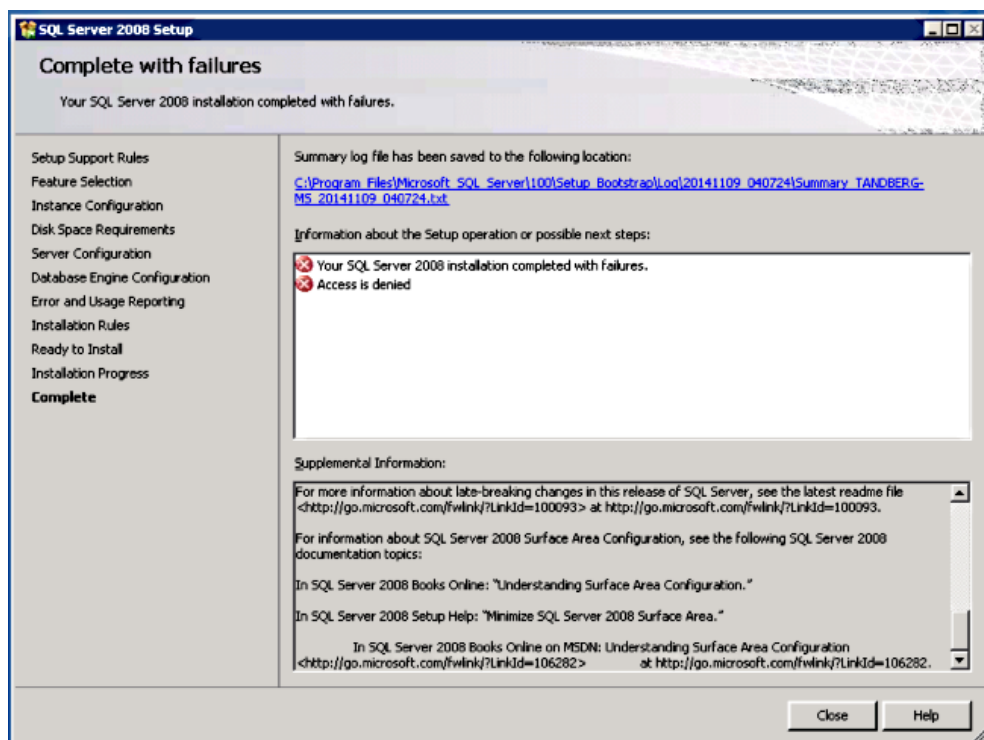 SQL Server 2008 Setup
Complete with failures
Your SQL Server 2008 installation completed with failures.
Setup Support Rules
Feature Selection
Instance Configuration
Disk Space Requirements
Server Configuration
Database Engine Configuration
Error and Usage Reporting
Installation Rules
Ready to Install
Installation Progress
Complete
Summary log file has been saved to the following location:
C:\Program Files\Microsoft SQL Server\100\Setup Bootstrap\Log\20141109_040724\Summary_TANDBERG-
MS_20141109_040724.txt
Information about the Setup operation or possible next steps:
Your SQL Server 2008 installation completed with failures.
Access is denied
Supplemental Information:
For more information about late-breaking changes in this release of SQL Server, see the latest readme file
<http://go.microsoft.com/fwlink/?LinkId=100093> at http://go.microsoft.com/fwlink/?LinkId=100093.
For information about SQL Server 2008 Surface Area Configuration, see the following SQL Server 2008
documentation topics:
In SQL Server 2008 Books Online: "Understanding Surface Area Configuration."
In SQL Server 2008 Setup Help: "Minimize SQL Server 2008 Surface Area."
In SQL Server 2008 Books Online on MSDN: Understanding Surface Area Configuration
<http://go.microsoft.com/fwlink/?LinkId=106282> at http://go.microsoft.com/fwlink/?LinkId=106282.
Close
Help